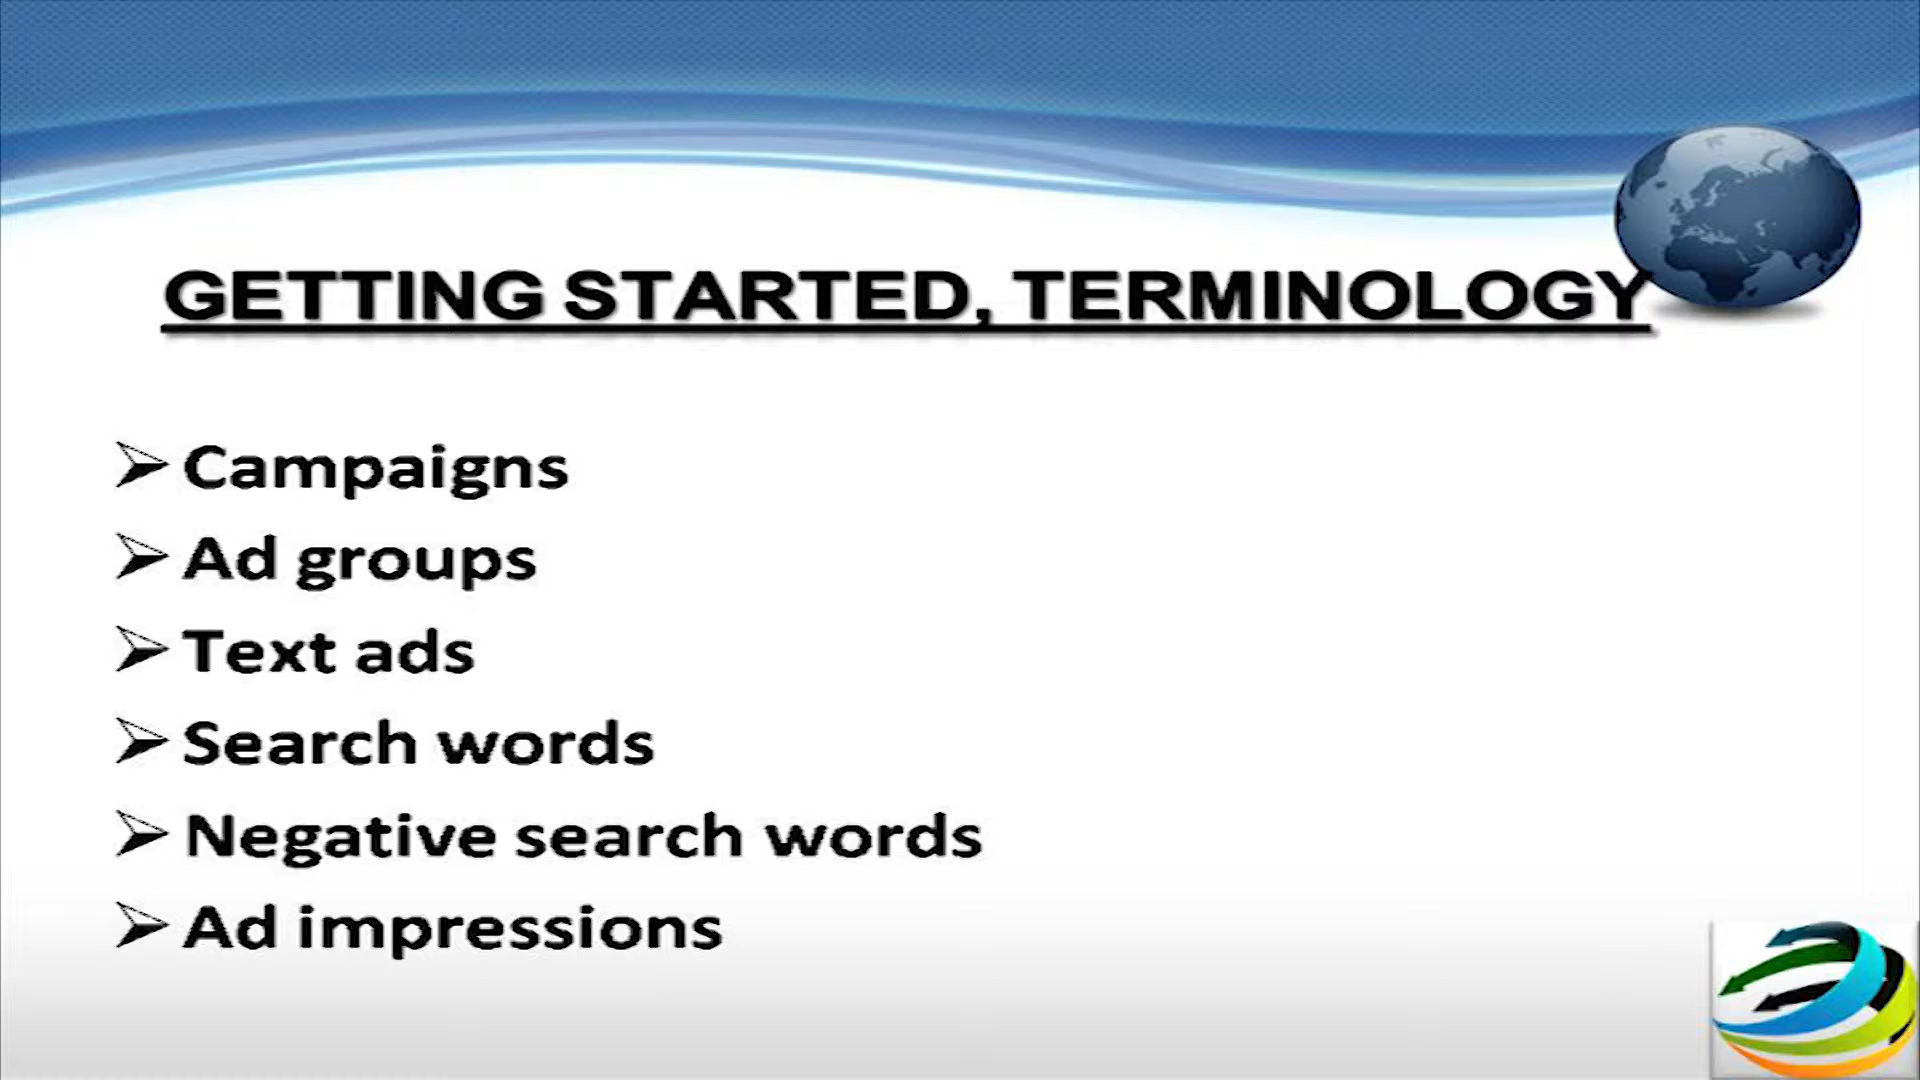 GETTING STARTED, TERMINOLOGY
Campaigns
Ad groups
Text ads
Search words
Negative search words
Ad impressions